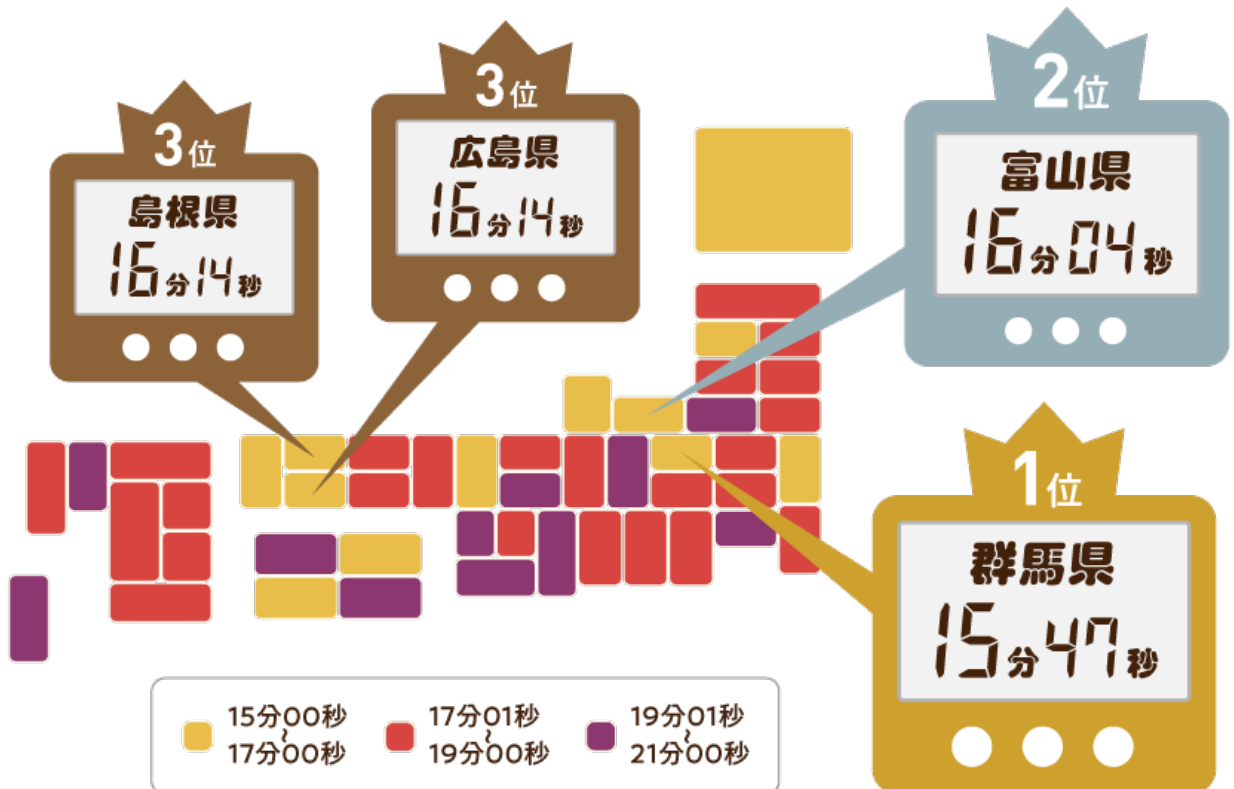 3位
島根県
16分14秒
3位
広島県
16分14秒
2位
富山県
16分04秒
1位
群馬県
15分47秒
15分00秒
〜
17分00秒
17分01秒
〜
19分00秒
19分01秒
〜
21分00秒